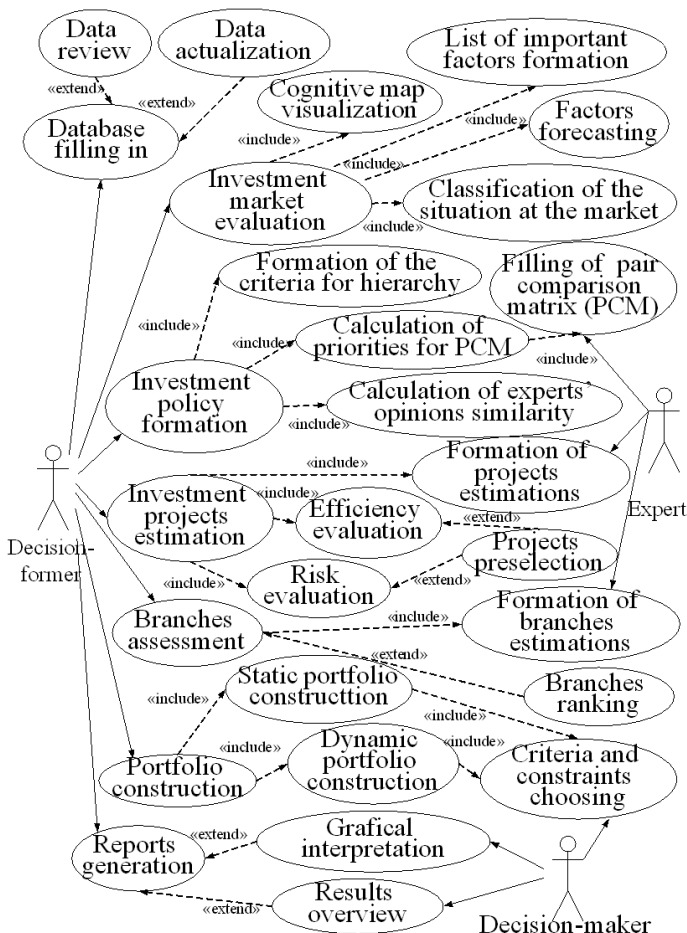 Data
review
Data
actualization
List of important
factors formation
«extend»
«extend»
Cognitive map
visualization
Factors
forecasting
Database
filling in
«include»
«include»
«include»
Investment
market
evaluation
Classification of the
situation at the market
«include»
Formation of the
criteria for hierarchy
Filling of pair
comparison
matrix (PCM)
«include»
Calculation of
priorities for PCM
«include»
«include»
Investment
policy
formation
Calculation of experts'
opinions similarity
«include»
Formation of
projects
estimations
«include»
Investment
projects
estimation
«include»
Efficiency
evaluation
Expert
«extend»
Decision-
former
Projects
preselection
«include»
Risk
evaluation
«extend»
Branches
assessment
«include»
Formation of
branches
estimations
«extend»
Static portfolio
constructtion
Branches
ranking
«include»
«include»
Portfolio
construction
«include»
Dynamic
portfolio
construction
«include»
Criteria and
constraints
choosing
Reports
generation
«extend»
Grafical
interpretation
«extend»
Results
overview
Decision-maker